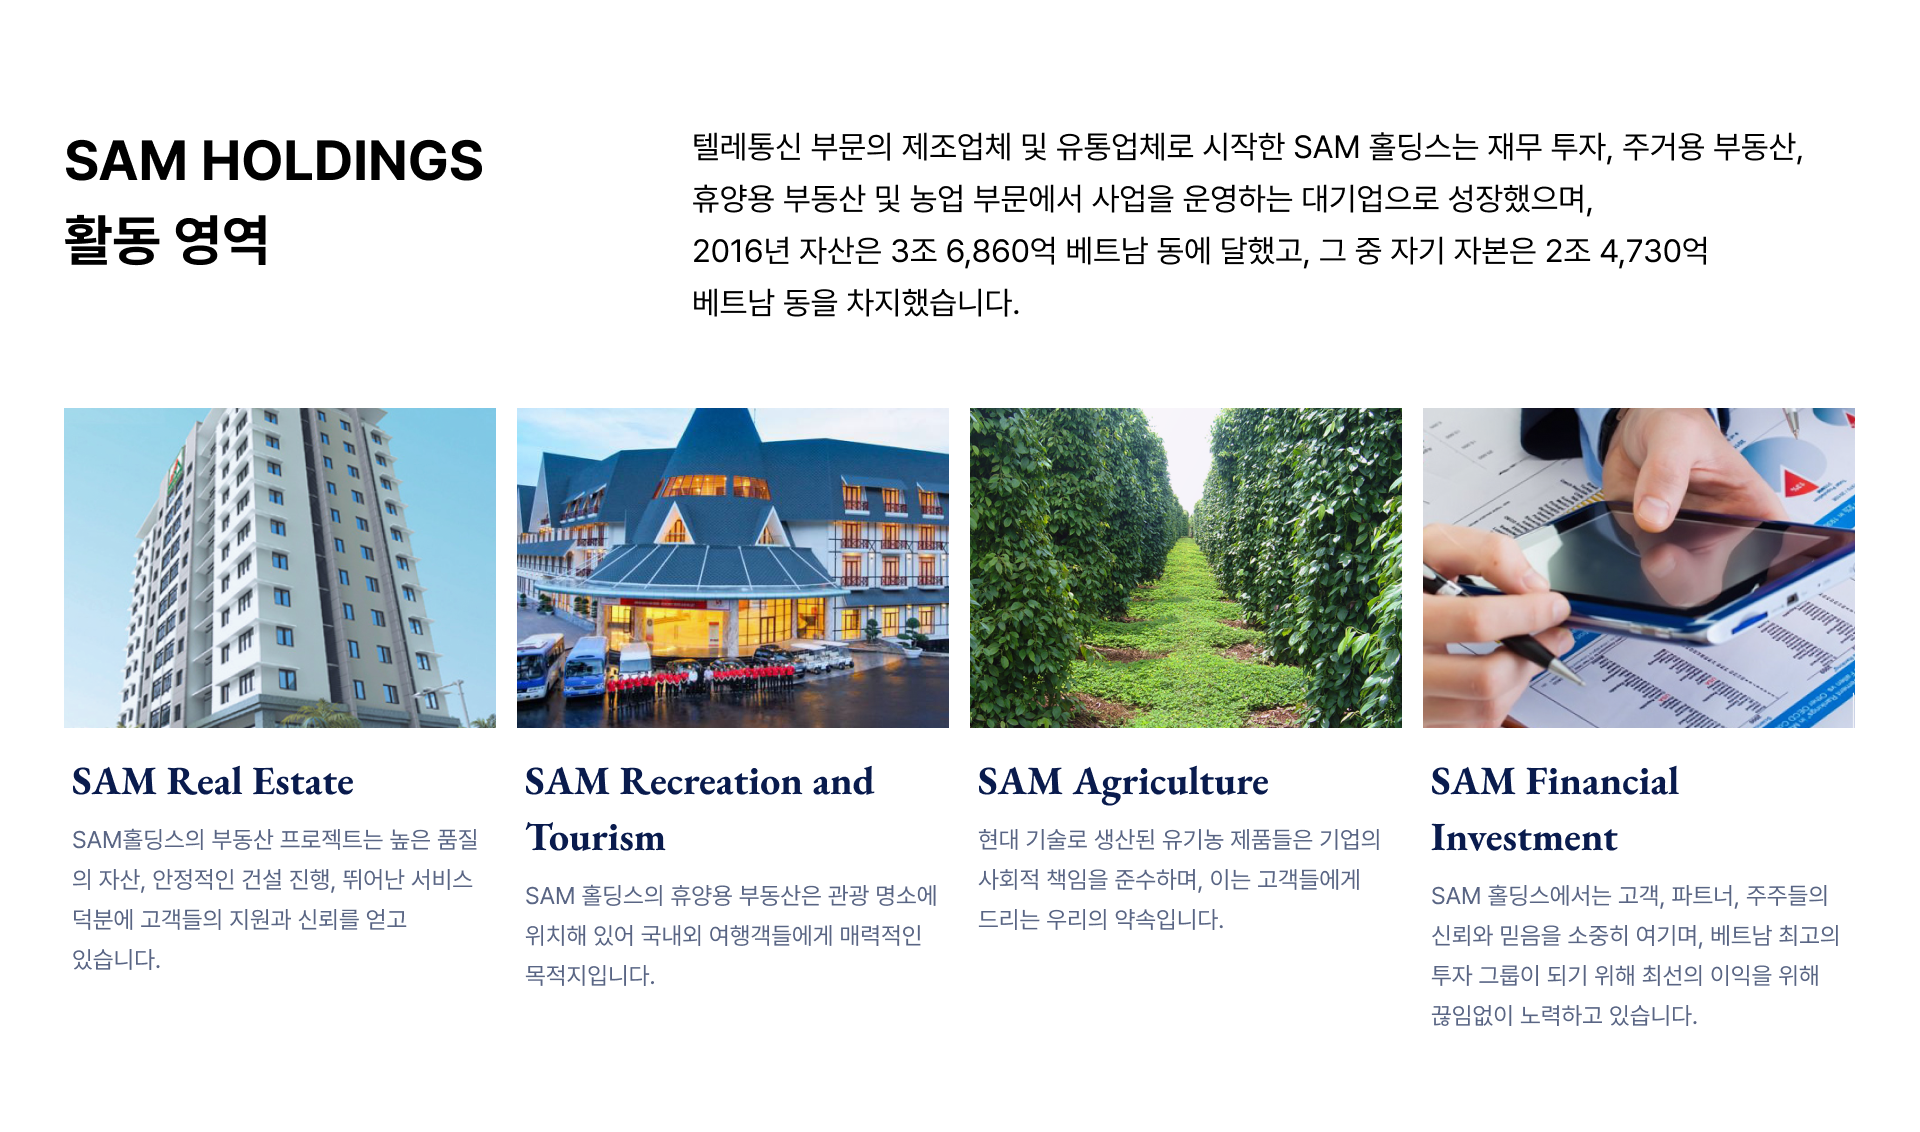 SAM HOLDINGS
활동 영역
텔레통신 부문의 제조업체 및 유통업체로 시작한 SAM 홀딩스는 재무 투자, 주거용 부동산,
휴양용 부동산 및 농업 부문에서 사업을 운영하는 대기업으로 성장했으며,
2016년 자산은 3조 6,860억 베트남 동에 달했고, 그 중 자기 자본은 2조 4,730억
베트남 동을 차지했습니다.
SAM Real Estate
SAM홀딩스의 부동산 프로젝트는 높은 품질
의 자산, 안정적인 건설 진행, 뛰어난 서비스
덕분에 고객들의 지원과 신뢰를 얻고
있습니다.
SAM Recreation and
Tourism
SAM 홀딩스의 휴양용 부동산은 관광 명소에
위치해 있어 국내외 여행객들에게 매력적인
목적지입니다.
SAM Agriculture
현대 기술로 생산된 유기농 제품들은 기업의
사회적 책임을 준수하며, 이는 고객들에게
드리는 우리의 약속입니다.
SAM Financial
Investment
SAM 홀딩스에서는 고객, 파트너, 주주들의
신뢰와 믿음을 소중히 여기며, 베트남 최고의
투자 그룹이 되기 위해 최선의 이익을 위해
끊임없이 노력하고 있습니다.